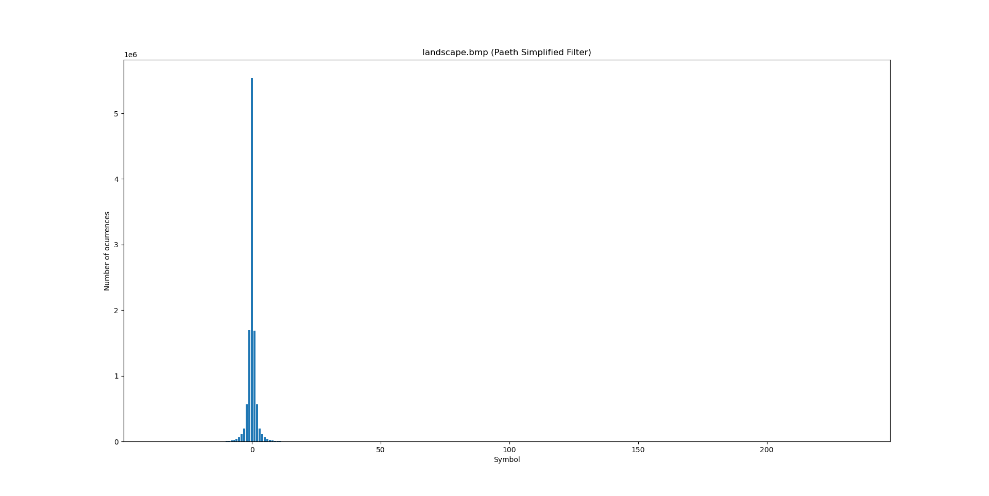 landscape.bmp (Paeth Simplified Filter)
1e6
5
4
3
2
1
0
Number of ocurrences
0 50 100 150 200
Symbol